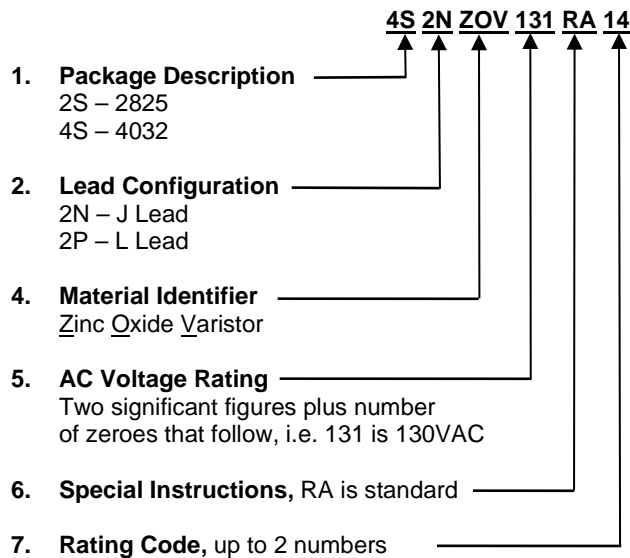 4S 2N ZOV 131 RA 14
1. Package Description
2S – 2825
4S – 4032
2. Lead Configuration
2N – J Lead
2P – L Lead
4. Material Identifier
Zinc Oxide Varistor
5. AC Voltage Rating
Two significant figures plus number
of zeroes that follow, i.e. 131 is 130VAC
6. Special Instructions, RA is standard
7. Rating Code, up to 2 numbers